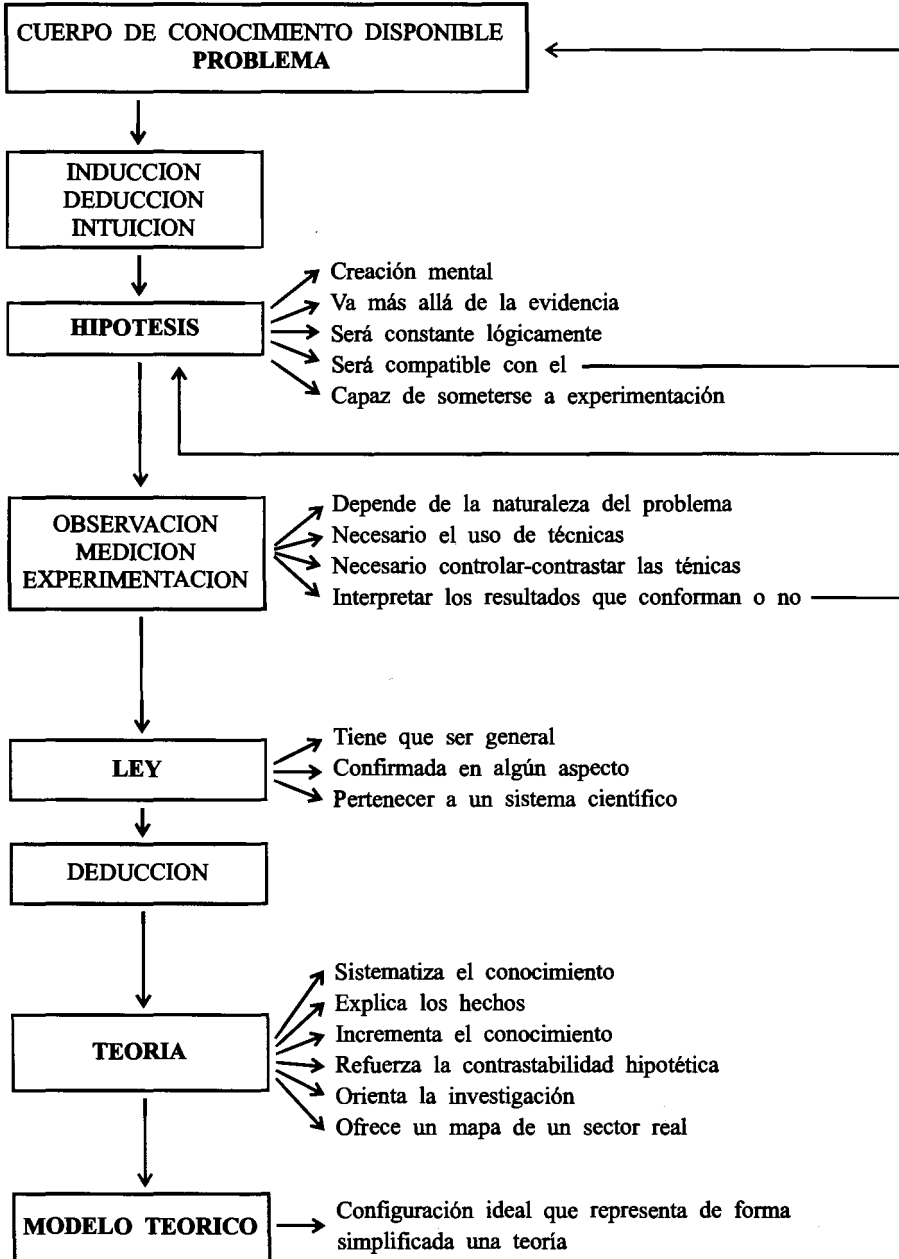 CUERPO DE CONOCIMIENTO DISPONIBLE
PROBLEMA
INDUCCION
DEDUCCION
INTUICION
HIPOTESIS
Creación mental
Va más allá de la evidencia
Será constante lógicamente
Será compatible con el
Capaz de someterse a experimentación
OBSERVACION
MEDICION
EXPERIMENTACION
Depende de la naturaleza del problema
Necesario el uso de técnicas
Necesario controlar-contrastar las ténicas
Interpretar los resultados que conforman o no
LEY
Tiene que ser general
Confirmada en algún aspecto
Pertenecer a un sistema científico
DEDUCCION
TEORIA
Sistematiza el conocimiento
Explica los hechos
Incrementa el conocimiento
Refuerza la contrastabilidad hipotética
Orienta la investigación
Ofrece un mapa de un sector real
MODELO TEORICO
Configuración ideal que representa de forma
simplificada una teoría